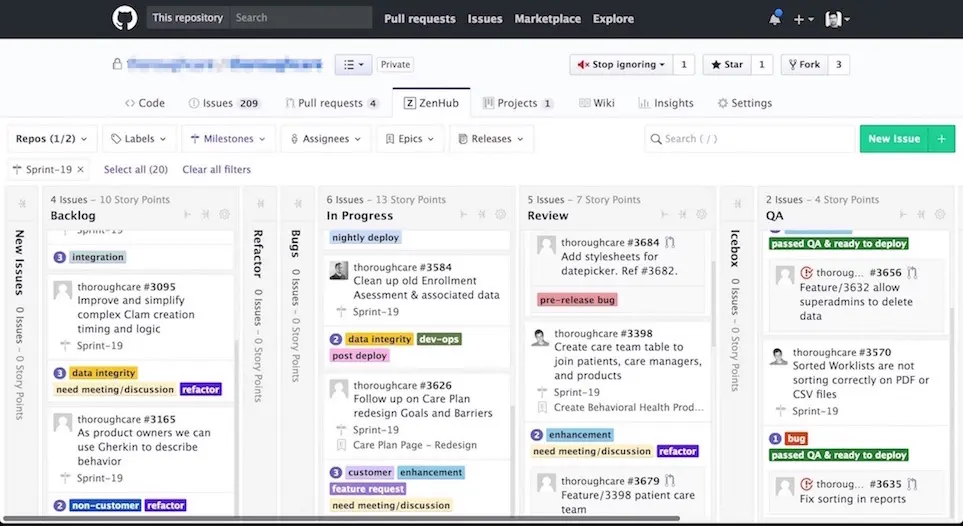 This repository Search Pull requests Issues Marketplace Explore
Private Stop ignoring 1 Star 1 Fork 3
Code Issues 209 Pull requests 4 Z ZenHub Projects 1 Wiki Insights Settings
Repos (1/2) Labels Milestones Assignees Epics Releases Search ( / ) New Issue +
Sprint-19 × Select all (20) Clear all filters
New Issues 0 Issues – 0 Story Points
4 Issues – 10 Story Points
Backlog
Sprint-19
3 integration
thoroughcare #3095
Improve and simplify
complex Clam creation
timing and logic
Sprint-19
3 data integrity
need meeting/discussion refactor
thoroughcare #3165
As product owners we can
use Gherkin to describe
behavior
Sprint-19
2 non-customer refactor
Refactor 0 Issues – 0 Story Points
Bugs 0 Issues – 0 Story Points
6 Issues – 13 Story Points
In Progress
nightly deploy
thoroughcare #3584
Clean up old Enrollment
Asessment & associated data
Sprint-19
2 data integrity dev-ops
post deploy
thoroughcare #3626
Follow up on Care Plan
redesign Goals and Barriers
Sprint-19
Care Plan Page - Redesign
3 customer enhancement
feature request
need meeting/discussion
5 Issues – 7 Story Points
Review
thoroughcare #3684
Add stylesheets for
datepicker. Ref #3682.
pre-release bug
thoroughcare #3398
Create care team table to
join patients, care managers,
and products
Sprint-19
Create Behavioral Health Prod...
2 enhancement
need meeting/discussion refactor
thoroughcare #3679
Feature/3398 patient care
team
Icebox 0 Issues – 0 Story Points
2 Issues – 4 Story Points
QA
passed QA & ready to deploy
thoroug... #3656
Feature/3632 allow
superadmins to delete
data
thoroughcare #3570
Sorted Worklists are not
sorting correctly on PDF or
CSV files
Sprint-19
1 bug
passed QA & ready to deploy
thoroug... #3635
Fix sorting in reports